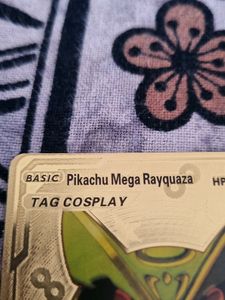 BASIC Pikachu Mega Rayquaza HP
TAG COSPLAY